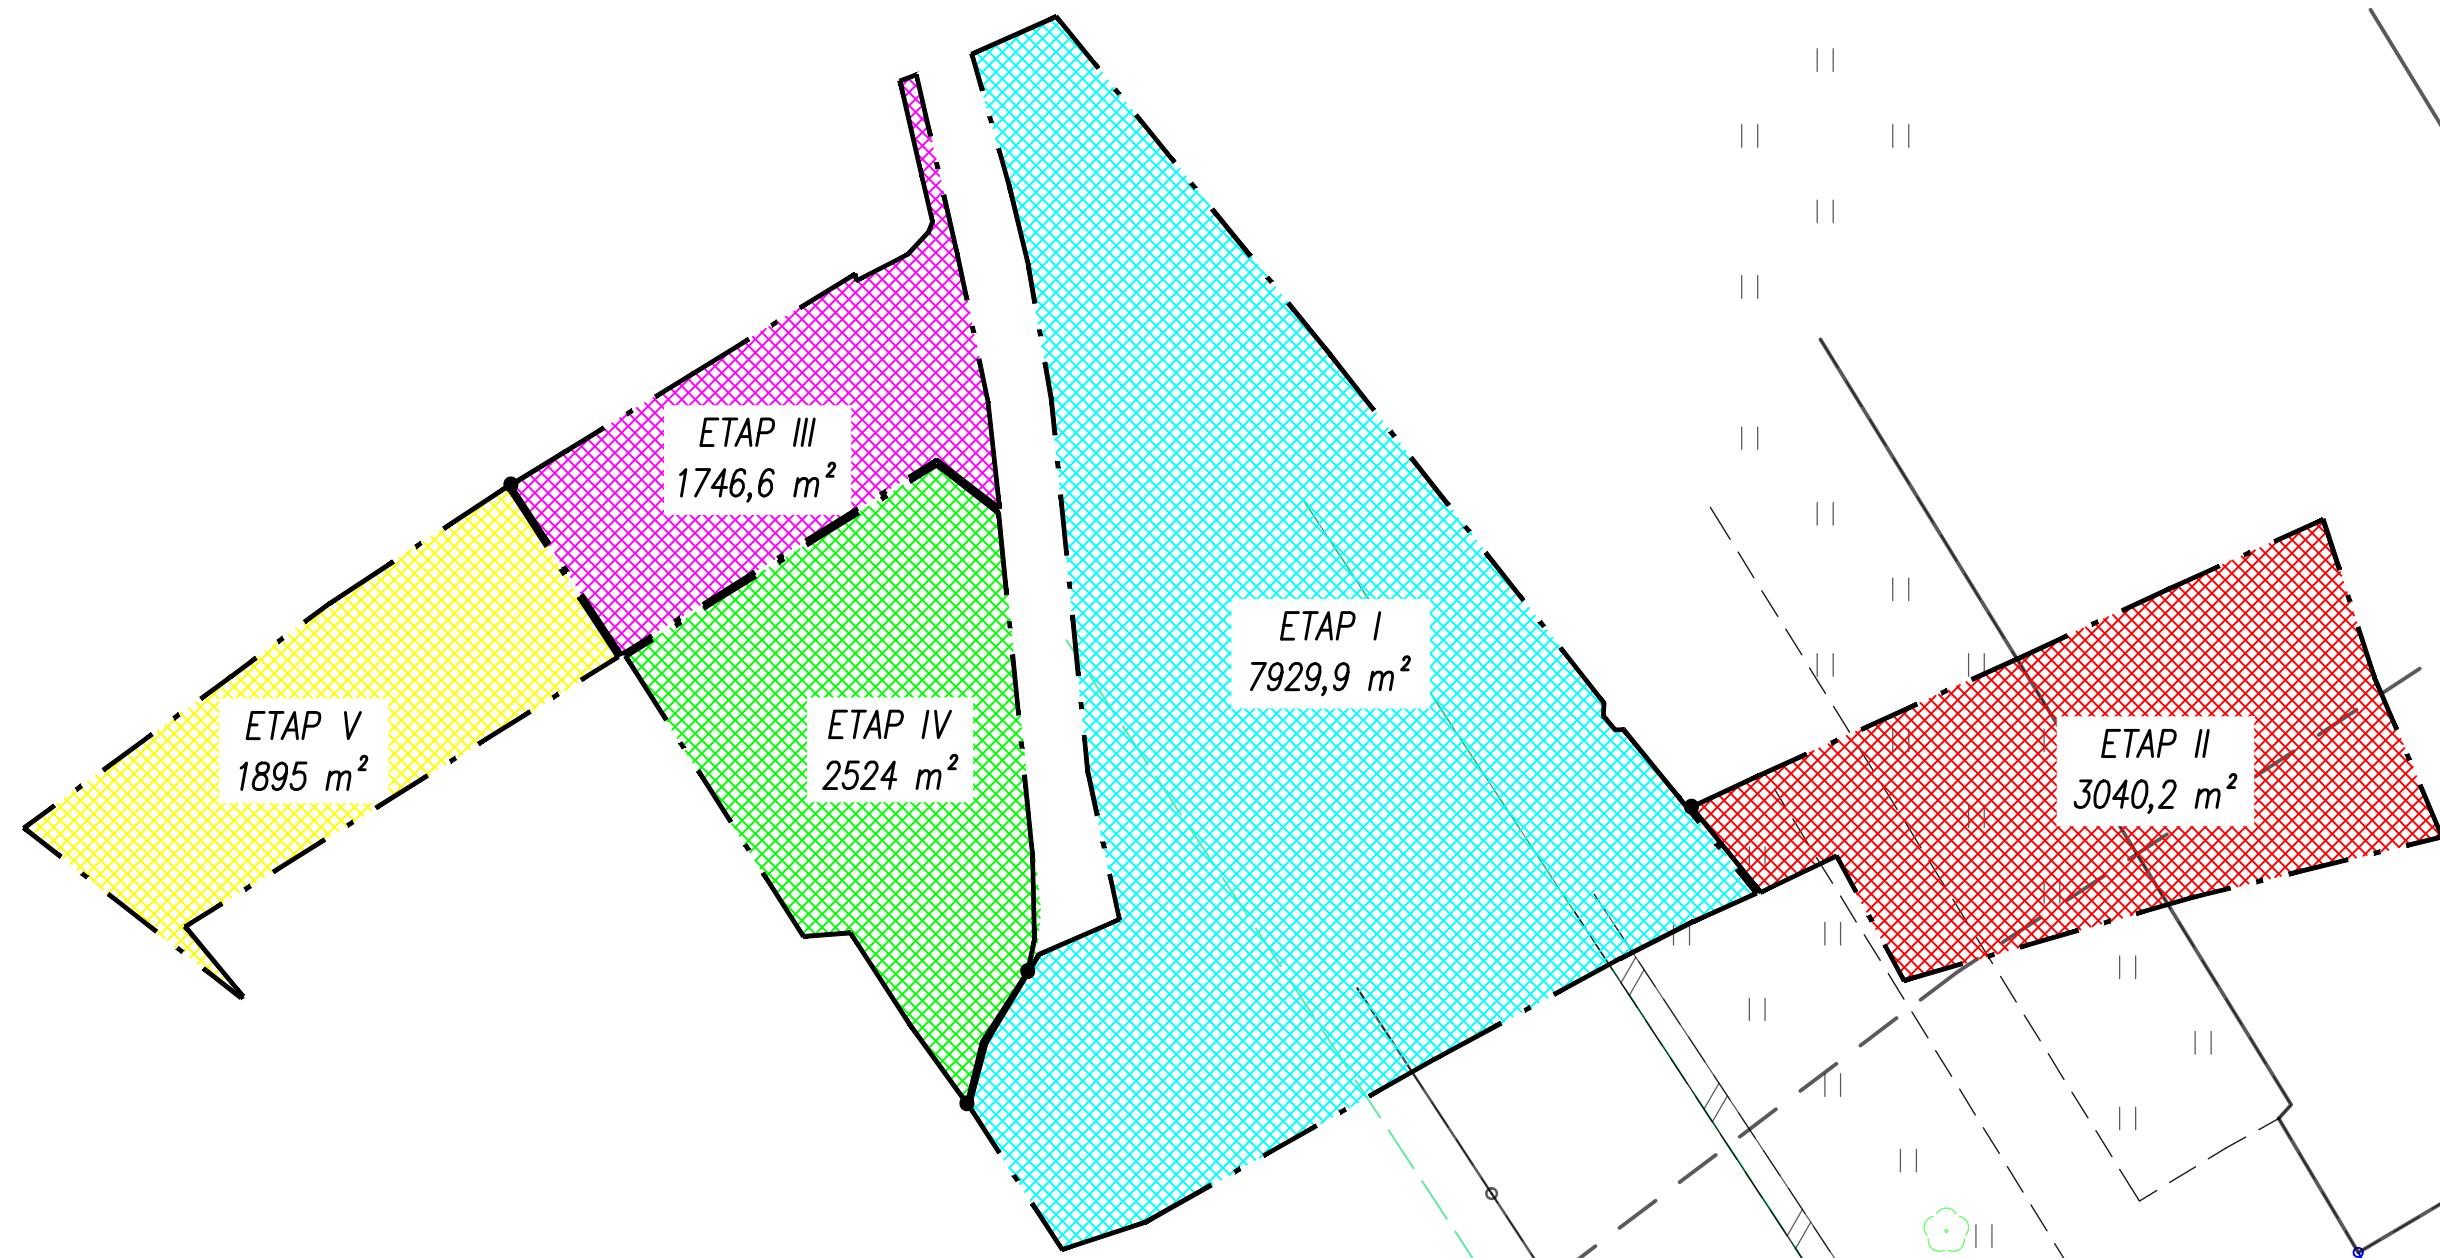 ETAP III
1746,6 m²
ETAP I
7929,9 m²
ETAP V
1895 m²
ETAP IV
2524 m²
ETAP II
3040,2 m²